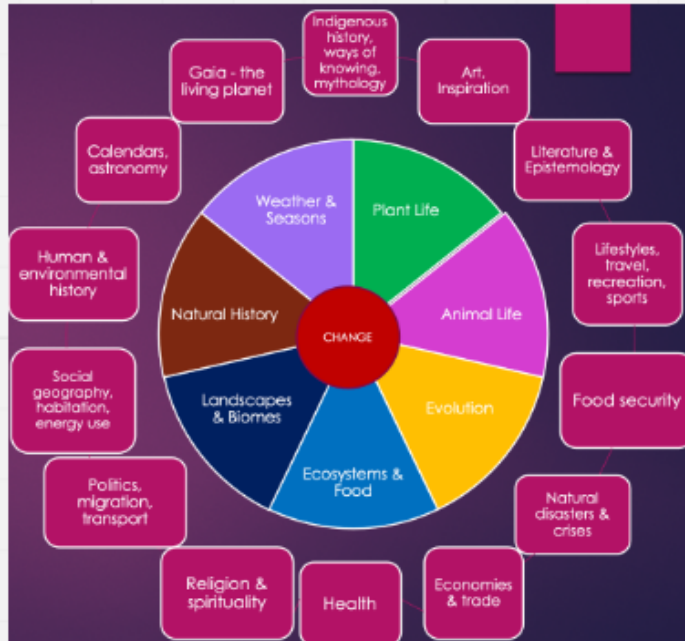 Indigenous
history,
ways of
knowing,
mythology
Art,
Inspiration
Literature &
Epistemology
Lifestyles,
travel,
recreation,
sports
Food security
Natural
disasters &
crises
Economies
& trade
Health
Religion &
spirituality
Politics,
migration,
transport
Social
geography,
habitation,
energy use
Human &
environmental
history
Calendars,
astronomy
Gaia - the
living planet
Weather &
Seasons
Plant Life
Animal Life
Evolution
Ecosystems &
Food
Landscapes
& Biomes
Natural History
CHANGE